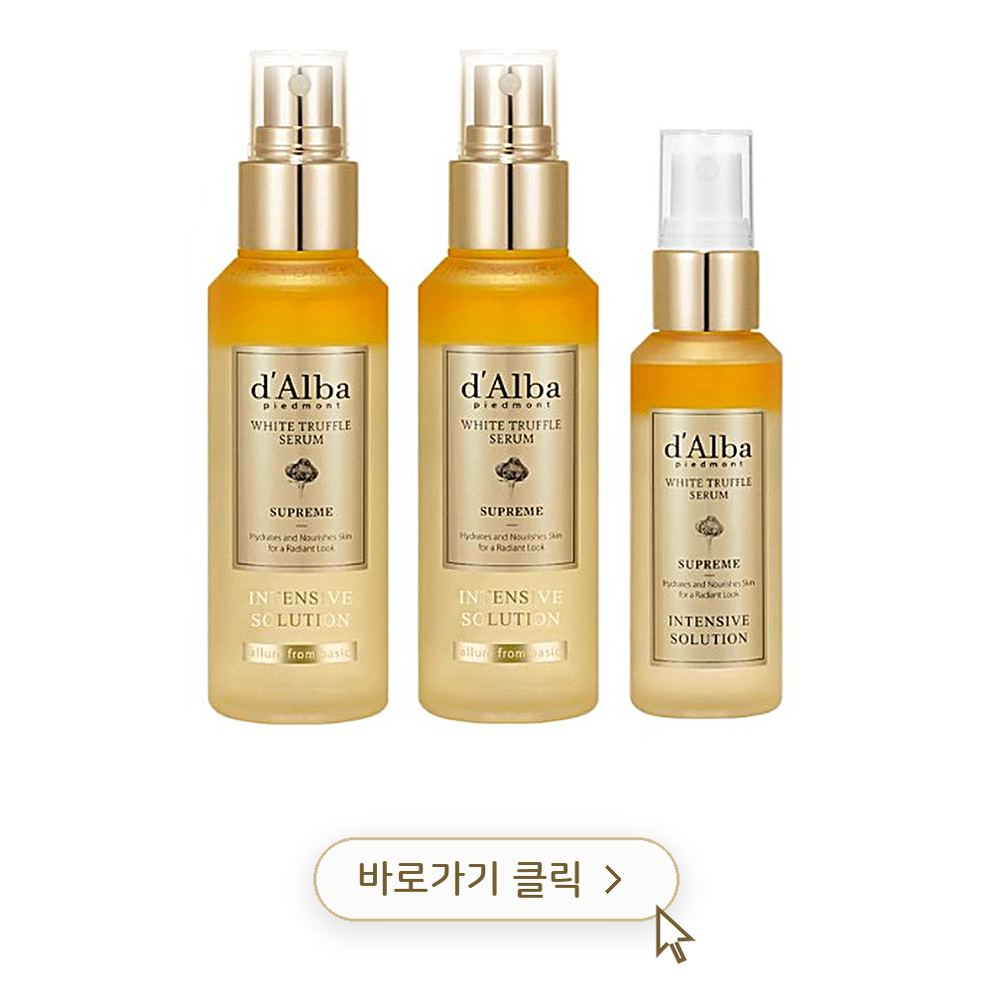 d'Alba
piedmont
WHITE TRUFFLE
SERUM
SUPREME
Hydrates and Nourishes Skin
for a Radiant Look
INTENSIVE
SOLUTION
allure from basic
d'Alba
piedmont
WHITE TRUFFLE
SERUM
SUPREME
Hydrates and Nourishes Skin
for a Radiant Look
INTENSIVE
SOLUTION
allure from basic
d'Alba
piedmont
WHITE TRUFFLE
SERUM
SUPREME
Hydrates and Nourishes Skin
for a Radiant Look
INTENSIVE
SOLUTION
바로가기 클릭 >